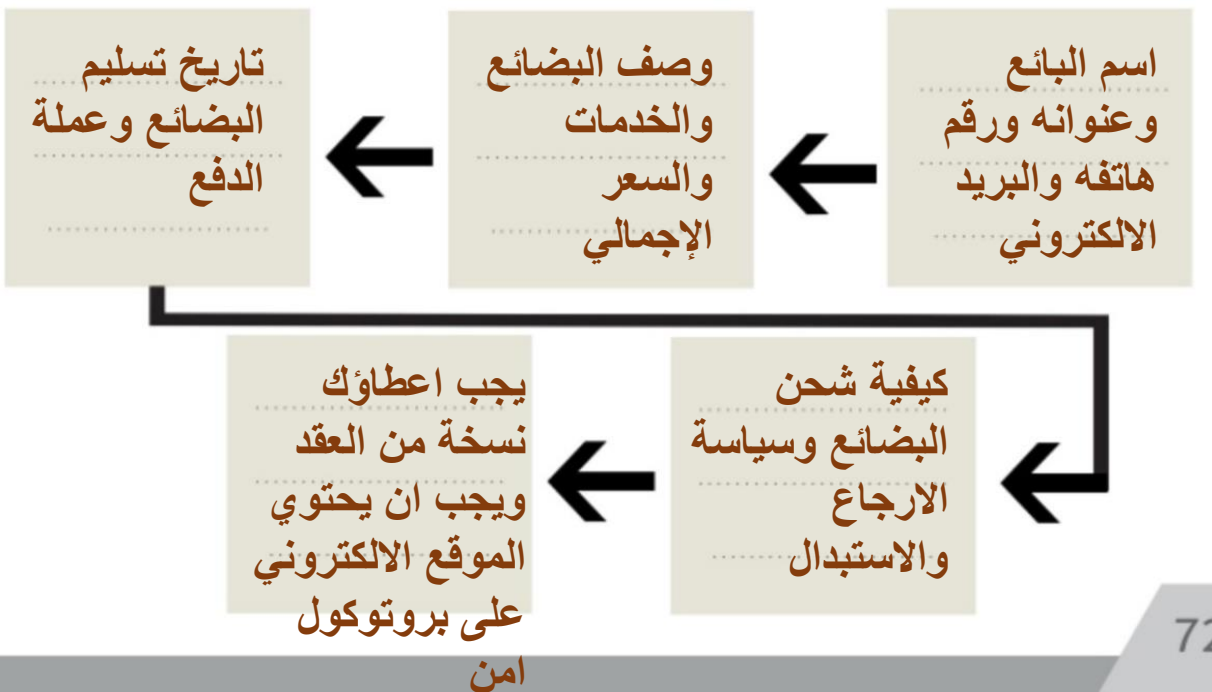 اسم البائع
وعنوانه ورقم
هاتفه والبريد
الالكتروني
وصف البضائع
والخدمات
والسعر
الإجمالي
تاريخ تسليم
البضائع وعملة
الدفع
كيفية شحن
البضائع وسياسة
الارجاع
والاستبدال
يجب اعطاؤك
نسخة من العقد
ويجب ان يحتوي
الموقع الالكتروني
على بروتوكول
امن
72